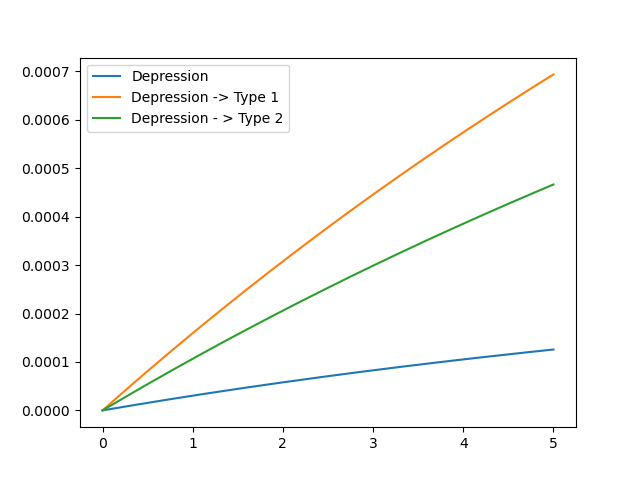 Depression
Depression -> Type 1
Depression - > Type 2
0.0007
0.0006
0.0005
0.0004
0.0003
0.0002
0.0001
0.0000
0 1 2 3 4 5